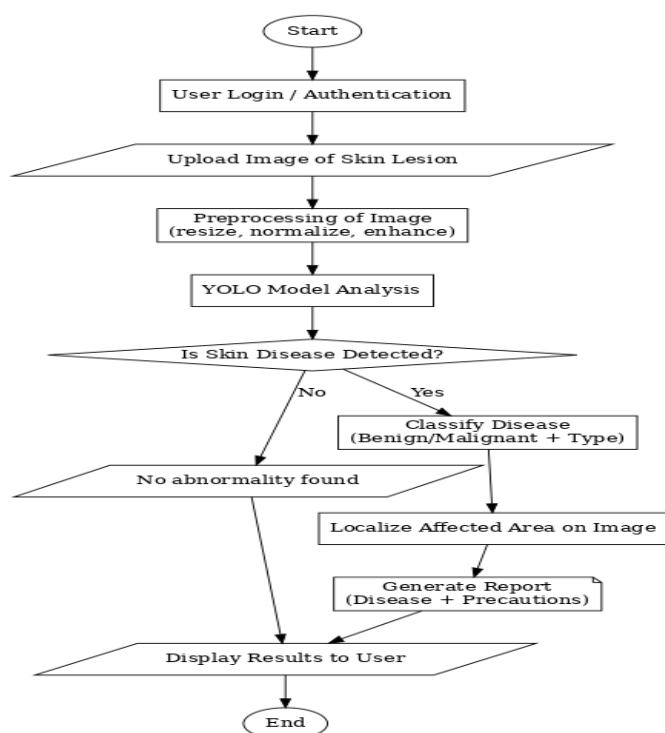 Start
User Login / Authentication
Upload Image of Skin Lesion
Preprocessing of Image
(resize, normalize, enhance)
YOLO Model Analysis
Is Skin Disease Detected?
No
Yes
Classify Disease
(Benign/Malignant + Type)
No abnormality found
Localize Affected Area on Image
Generate Report
(Disease + Precautions)
Display Results to User
End